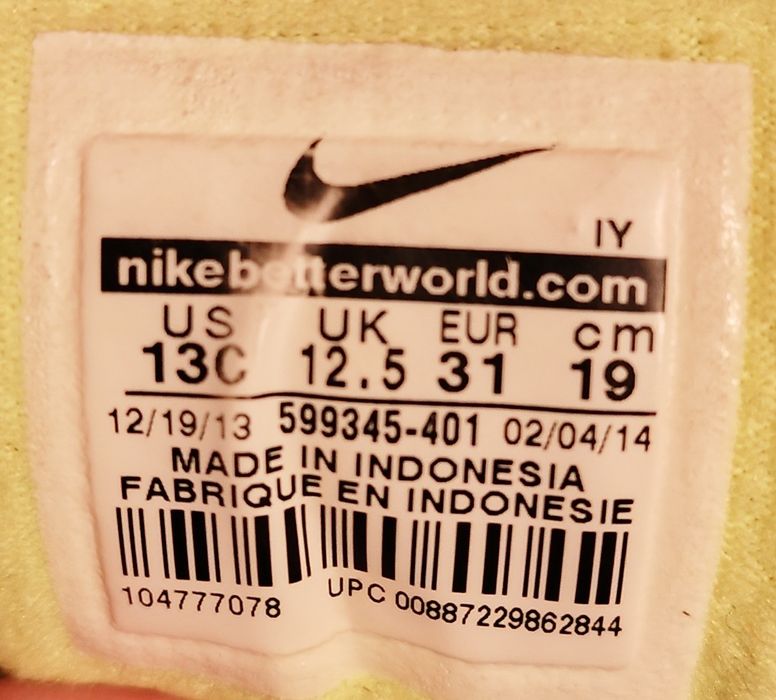 IY
nikebetterworld.com
US UK EUR cm
13C 12.5 31 19
12/19/13 599345-401 02/04/14
MADE IN INDONESIA
FABRIQUE EN INDONESIE
104777078 UPC 00887229862844